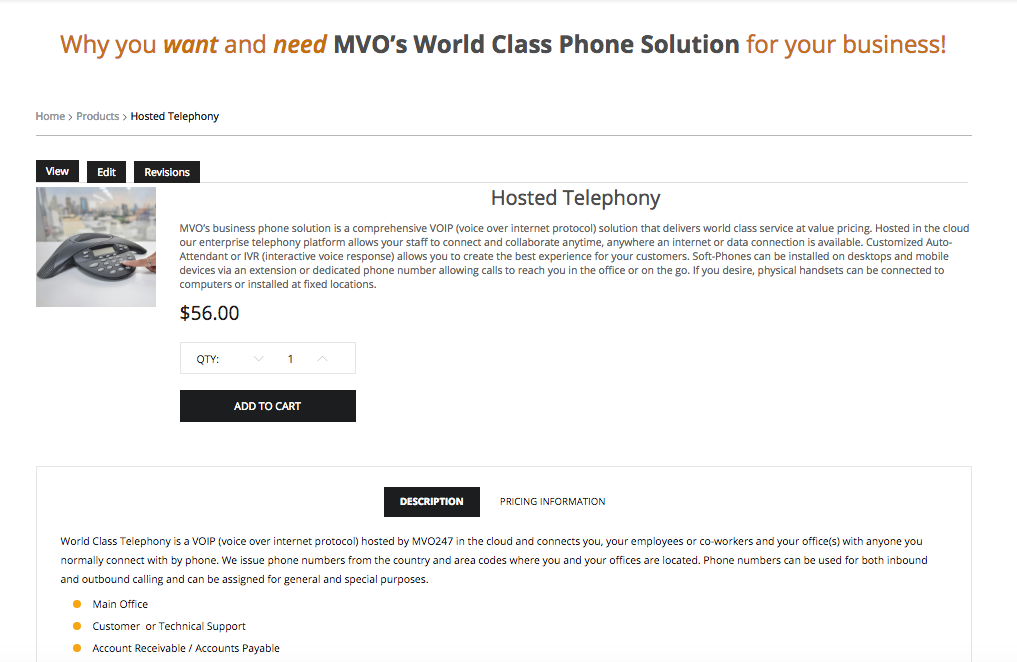 Why you want and need MVO’s World Class Phone Solution for your business!
Home > Products > Hosted Telephony
View Edit Revisions
Hosted Telephony
MVO’s business phone solution is a comprehensive VOIP (voice over internet protocol) solution that delivers world class service at value pricing. Hosted in the cloud
our enterprise telephony platform allows your staff to connect and collaborate anytime, anywhere an internet or data connection is available. Customized Auto-
Attendant or IVR (interactive voice response) allows you to create the best experience for your customers. Soft-Phones can be installed on desktops and mobile
devices via an extension or dedicated phone number allowing calls to reach you in the office or on the go. If you desire, physical handsets can be connected to
computers or installed at fixed locations.
$56.00
QTY: 1
ADD TO CART
DESCRIPTION PRICING INFORMATION
World Class Telephony is a VOIP (voice over internet protocol) hosted by MVO247 in the cloud and connects you, your employees or co-workers and your office(s) with anyone you
normally connect with by phone. We issue phone numbers from the country and area codes where you and your offices are located. Phone numbers can be used for both inbound
and outbound calling and can be assigned for general and special purposes.
Main Office
Customer or Technical Support
Account Receivable / Accounts Payable